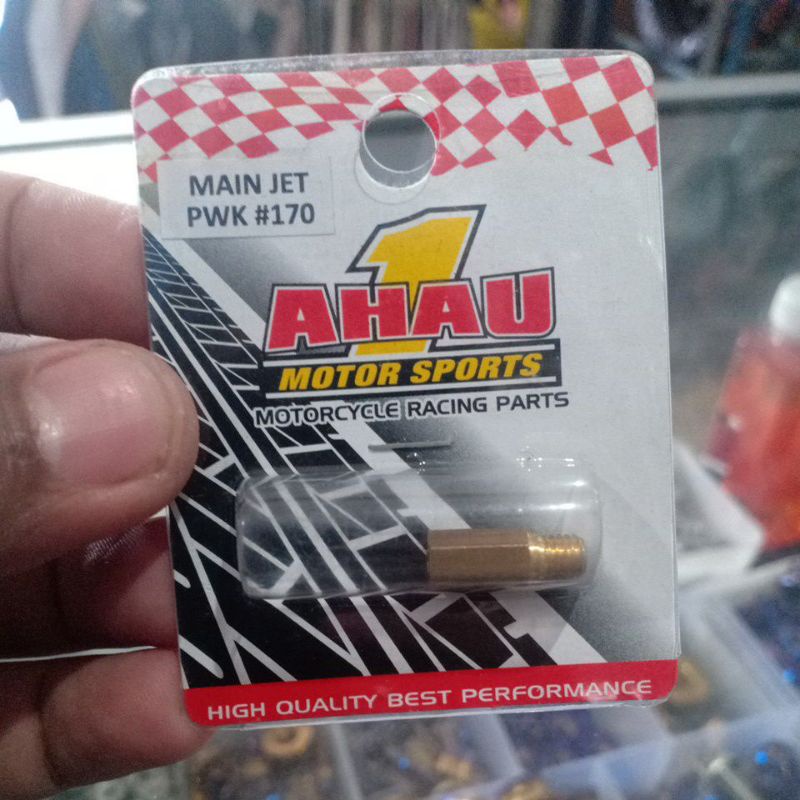 MAIN JET
PWK #170
1
AHAU
MOTOR SPORTS
MOTORCYCLE RACING PARTS
HIGH QUALITY BEST PERFORMANCE